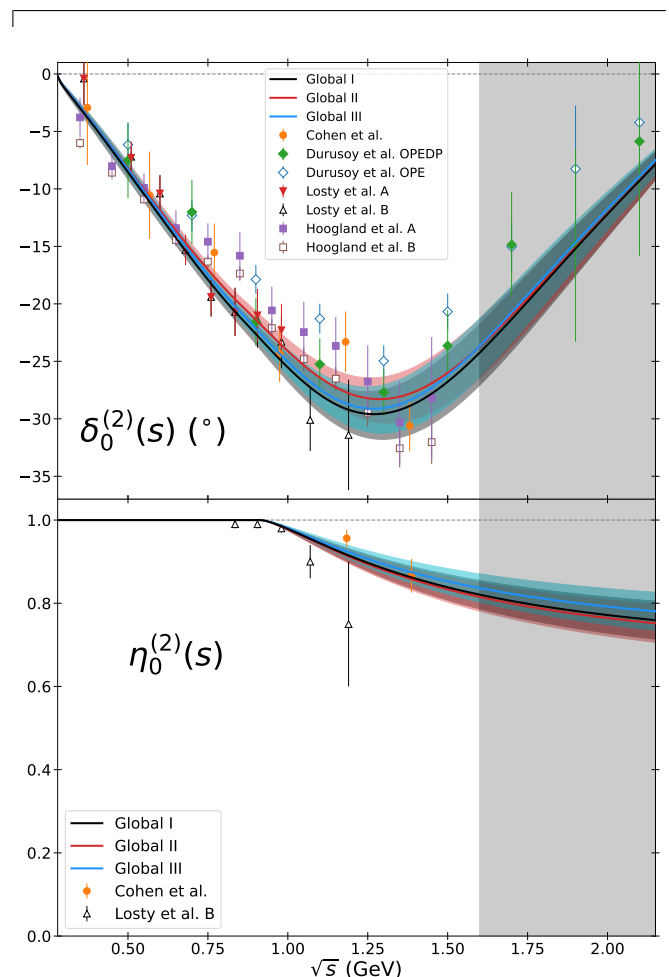 0
−5
−10
−15
−20
−25
−30
−35
Global I
Global II
Global III
Cohen et al.
Durusoy et al. OPEDP
Durusoy et al. OPE
Losty et al. A
Losty et al. B
Hoogland et al. A
Hoogland et al. B
δ₀⁽²⁾(s) (°)
1.0
0.8
0.6
0.4
0.2
0.0
η₀⁽²⁾(s)
Global I
Global II
Global III
Cohen et al.
Losty et al. B
0.50 0.75 1.00 1.25 1.50 1.75 2.00
√s (GeV)